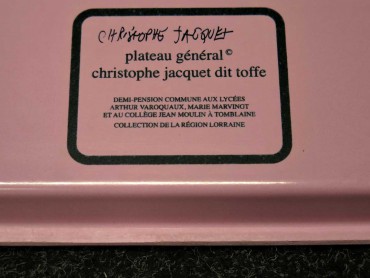 CHRISTOPHE JACQUET
plateau général©
christophe jacquet dit toffe
DEMI-PENSION COMMUNE AUX LYCÉES
ARTHUR VAROQUAUX, MARIE MARVINGT
ET AU COLLÈGE JEAN MOULIN À TOMBLAINE
COLLECTION DE LA RÉGION LORRAINE